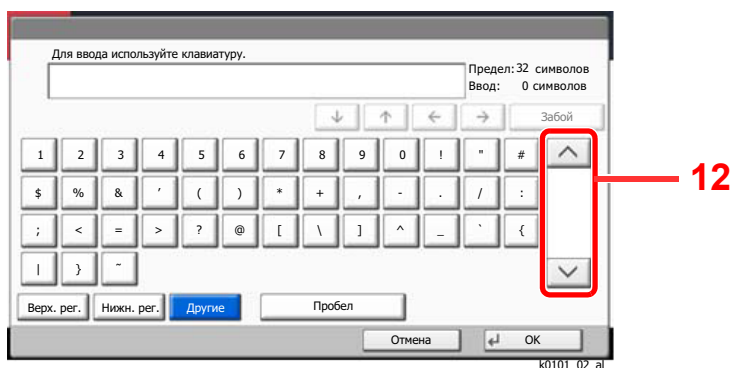 Для ввода используйте клавиатуру.
Предел: 32 символов
Ввод: 0 символов
↓ ↑ ← → Забой
1 2 3 4 5 6 7 8 9 0 ! " #
12
$ % & ' ( ) * + , - . / :
; < = > ? @ [ \ ] ^ _ ` {
| } ~
Верх. рег. Нижн. рег. Другие Пробел
Отмена OK
k0101_02_al